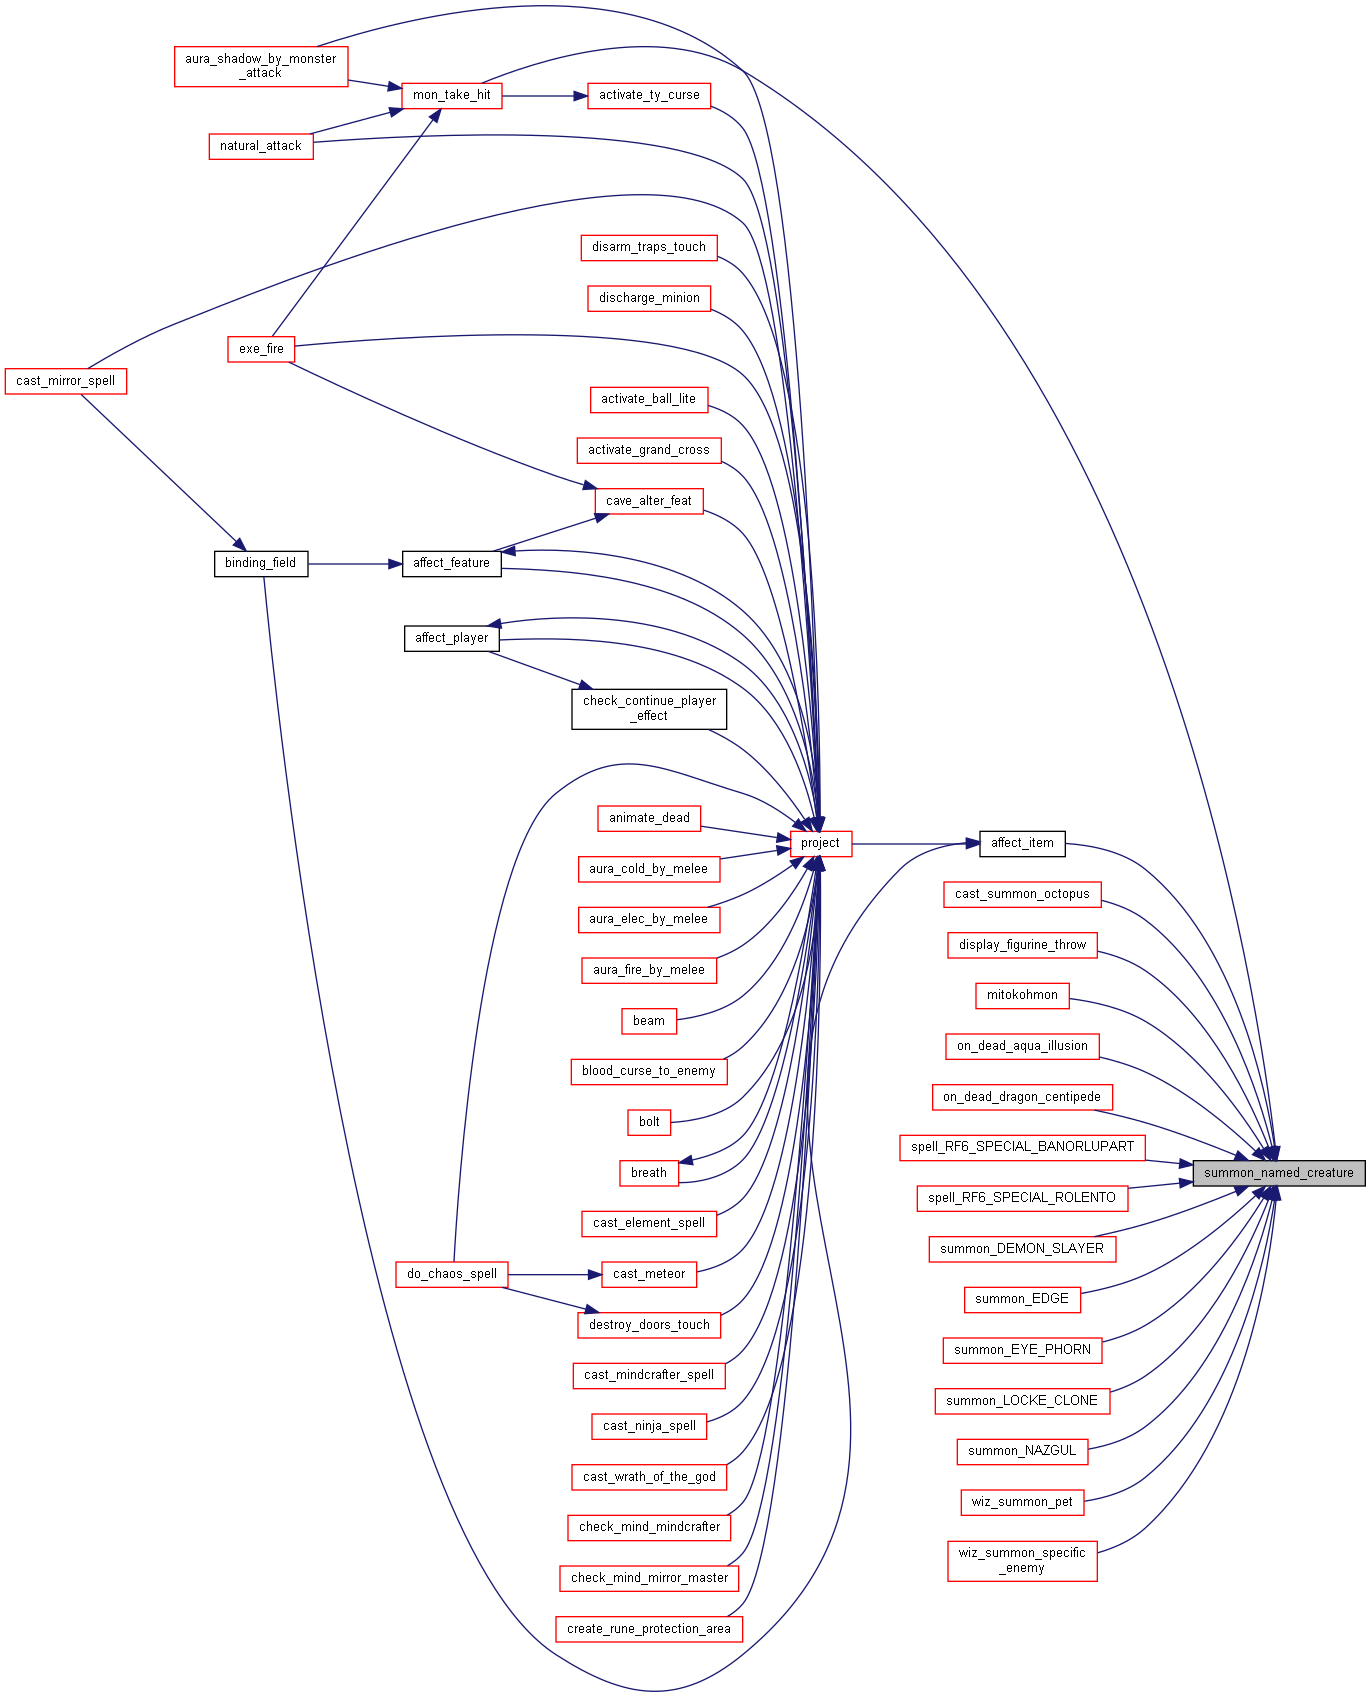 aura_shadow_by_monster
_attack
mon_take_hit
activate_ty_curse
natural_attack
disarm_traps_touch
discharge_minion
exe_fire
cast_mirror_spell
activate_ball_lite
activate_grand_cross
cave_alter_feat
binding_field
affect_feature
affect_player
check_continue_player
_effect
animate_dead
project
affect_item
aura_cold_by_melee
cast_summon_octopus
aura_elec_by_melee
display_figurine_throw
aura_fire_by_melee
mitokohmon
beam
on_dead_aqua_illusion
blood_curse_to_enemy
on_dead_dragon_centipede
bolt
spell_RF6_SPECIAL_BANORLUPART
breath
summon_named_creature
spell_RF6_SPECIAL_ROLENTO
cast_element_spell
summon_DEMON_SLAYER
do_chaos_spell
cast_meteor
summon_EDGE
destroy_doors_touch
summon_EYE_PHORN
cast_mindcrafter_spell
summon_LOCKE_CLONE
cast_ninja_spell
summon_NAZGUL
cast_wrath_of_the_god
wiz_summon_pet
check_mind_mindcrafter
wiz_summon_specific
_enemy
check_mind_mirror_master
create_rune_protection_area